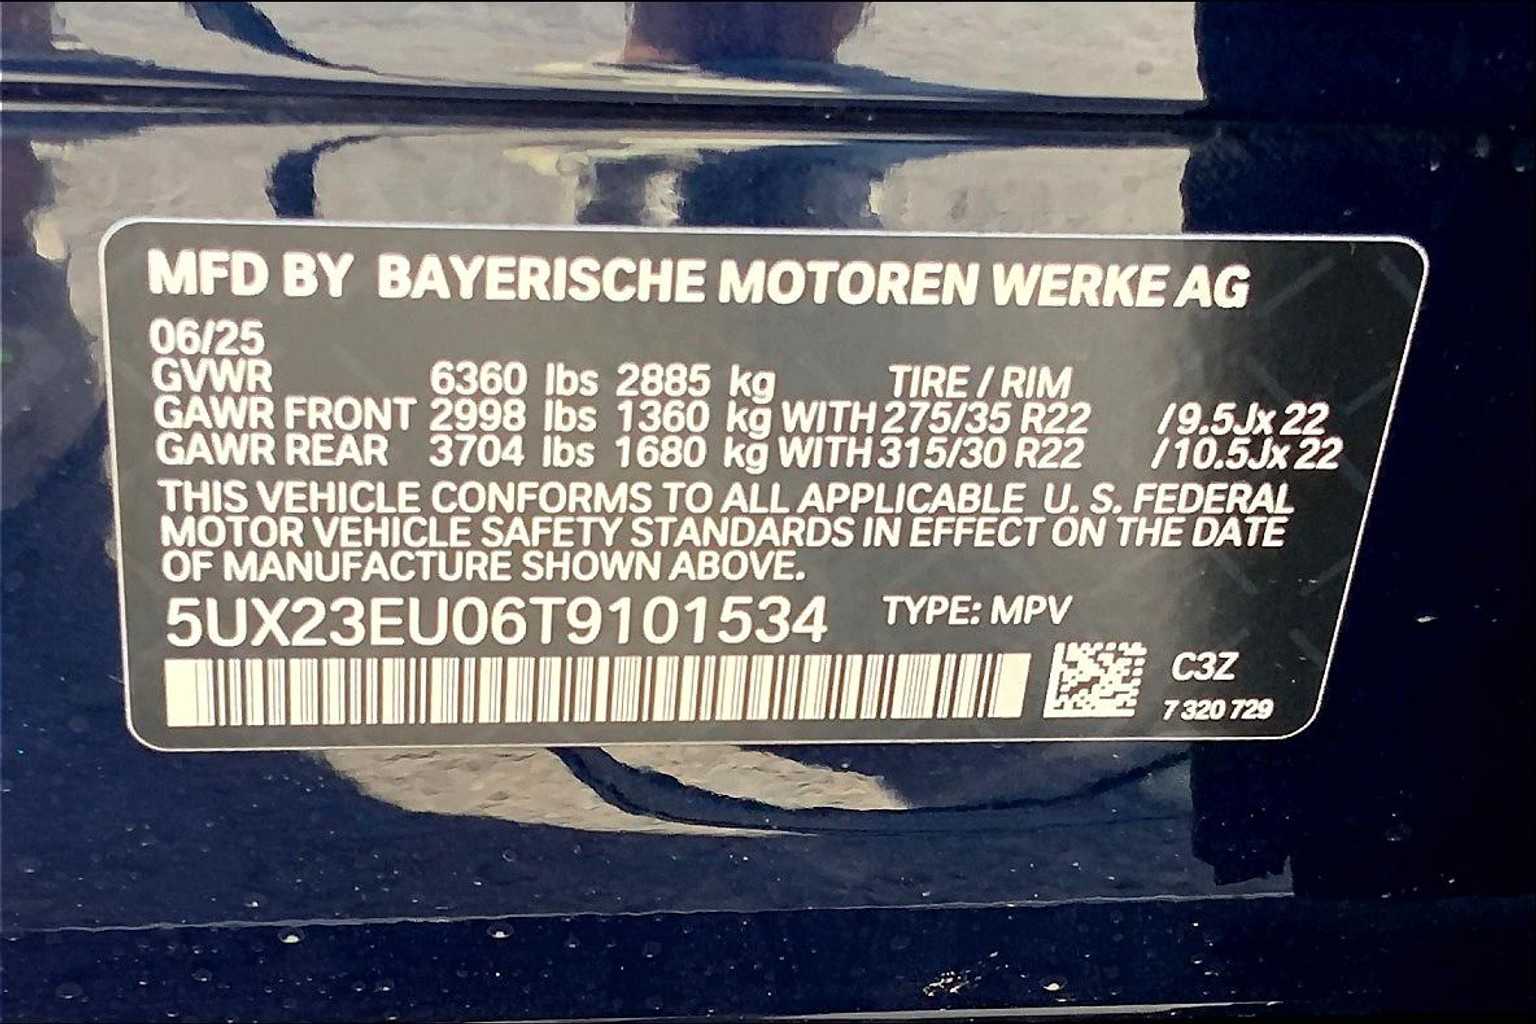 MFD BY BAYERISCHE MOTOREN WERKE AG
06/25
GVWR 6360 lbs 2885 kg TIRE / RIM
GAWR FRONT 2998 lbs 1360 kg WITH 275/35 R22 /9.5Jx 22
GAWR REAR 3704 lbs 1680 kg WITH 315/30 R22 /10.5Jx 22
THIS VEHICLE CONFORMS TO ALL APPLICABLE U. S. FEDERAL
MOTOR VEHICLE SAFETY STANDARDS IN EFFECT ON THE DATE
OF MANUFACTURE SHOWN ABOVE.
5UX23EU06T9101534 TYPE: MPV
C3Z
7 320 729